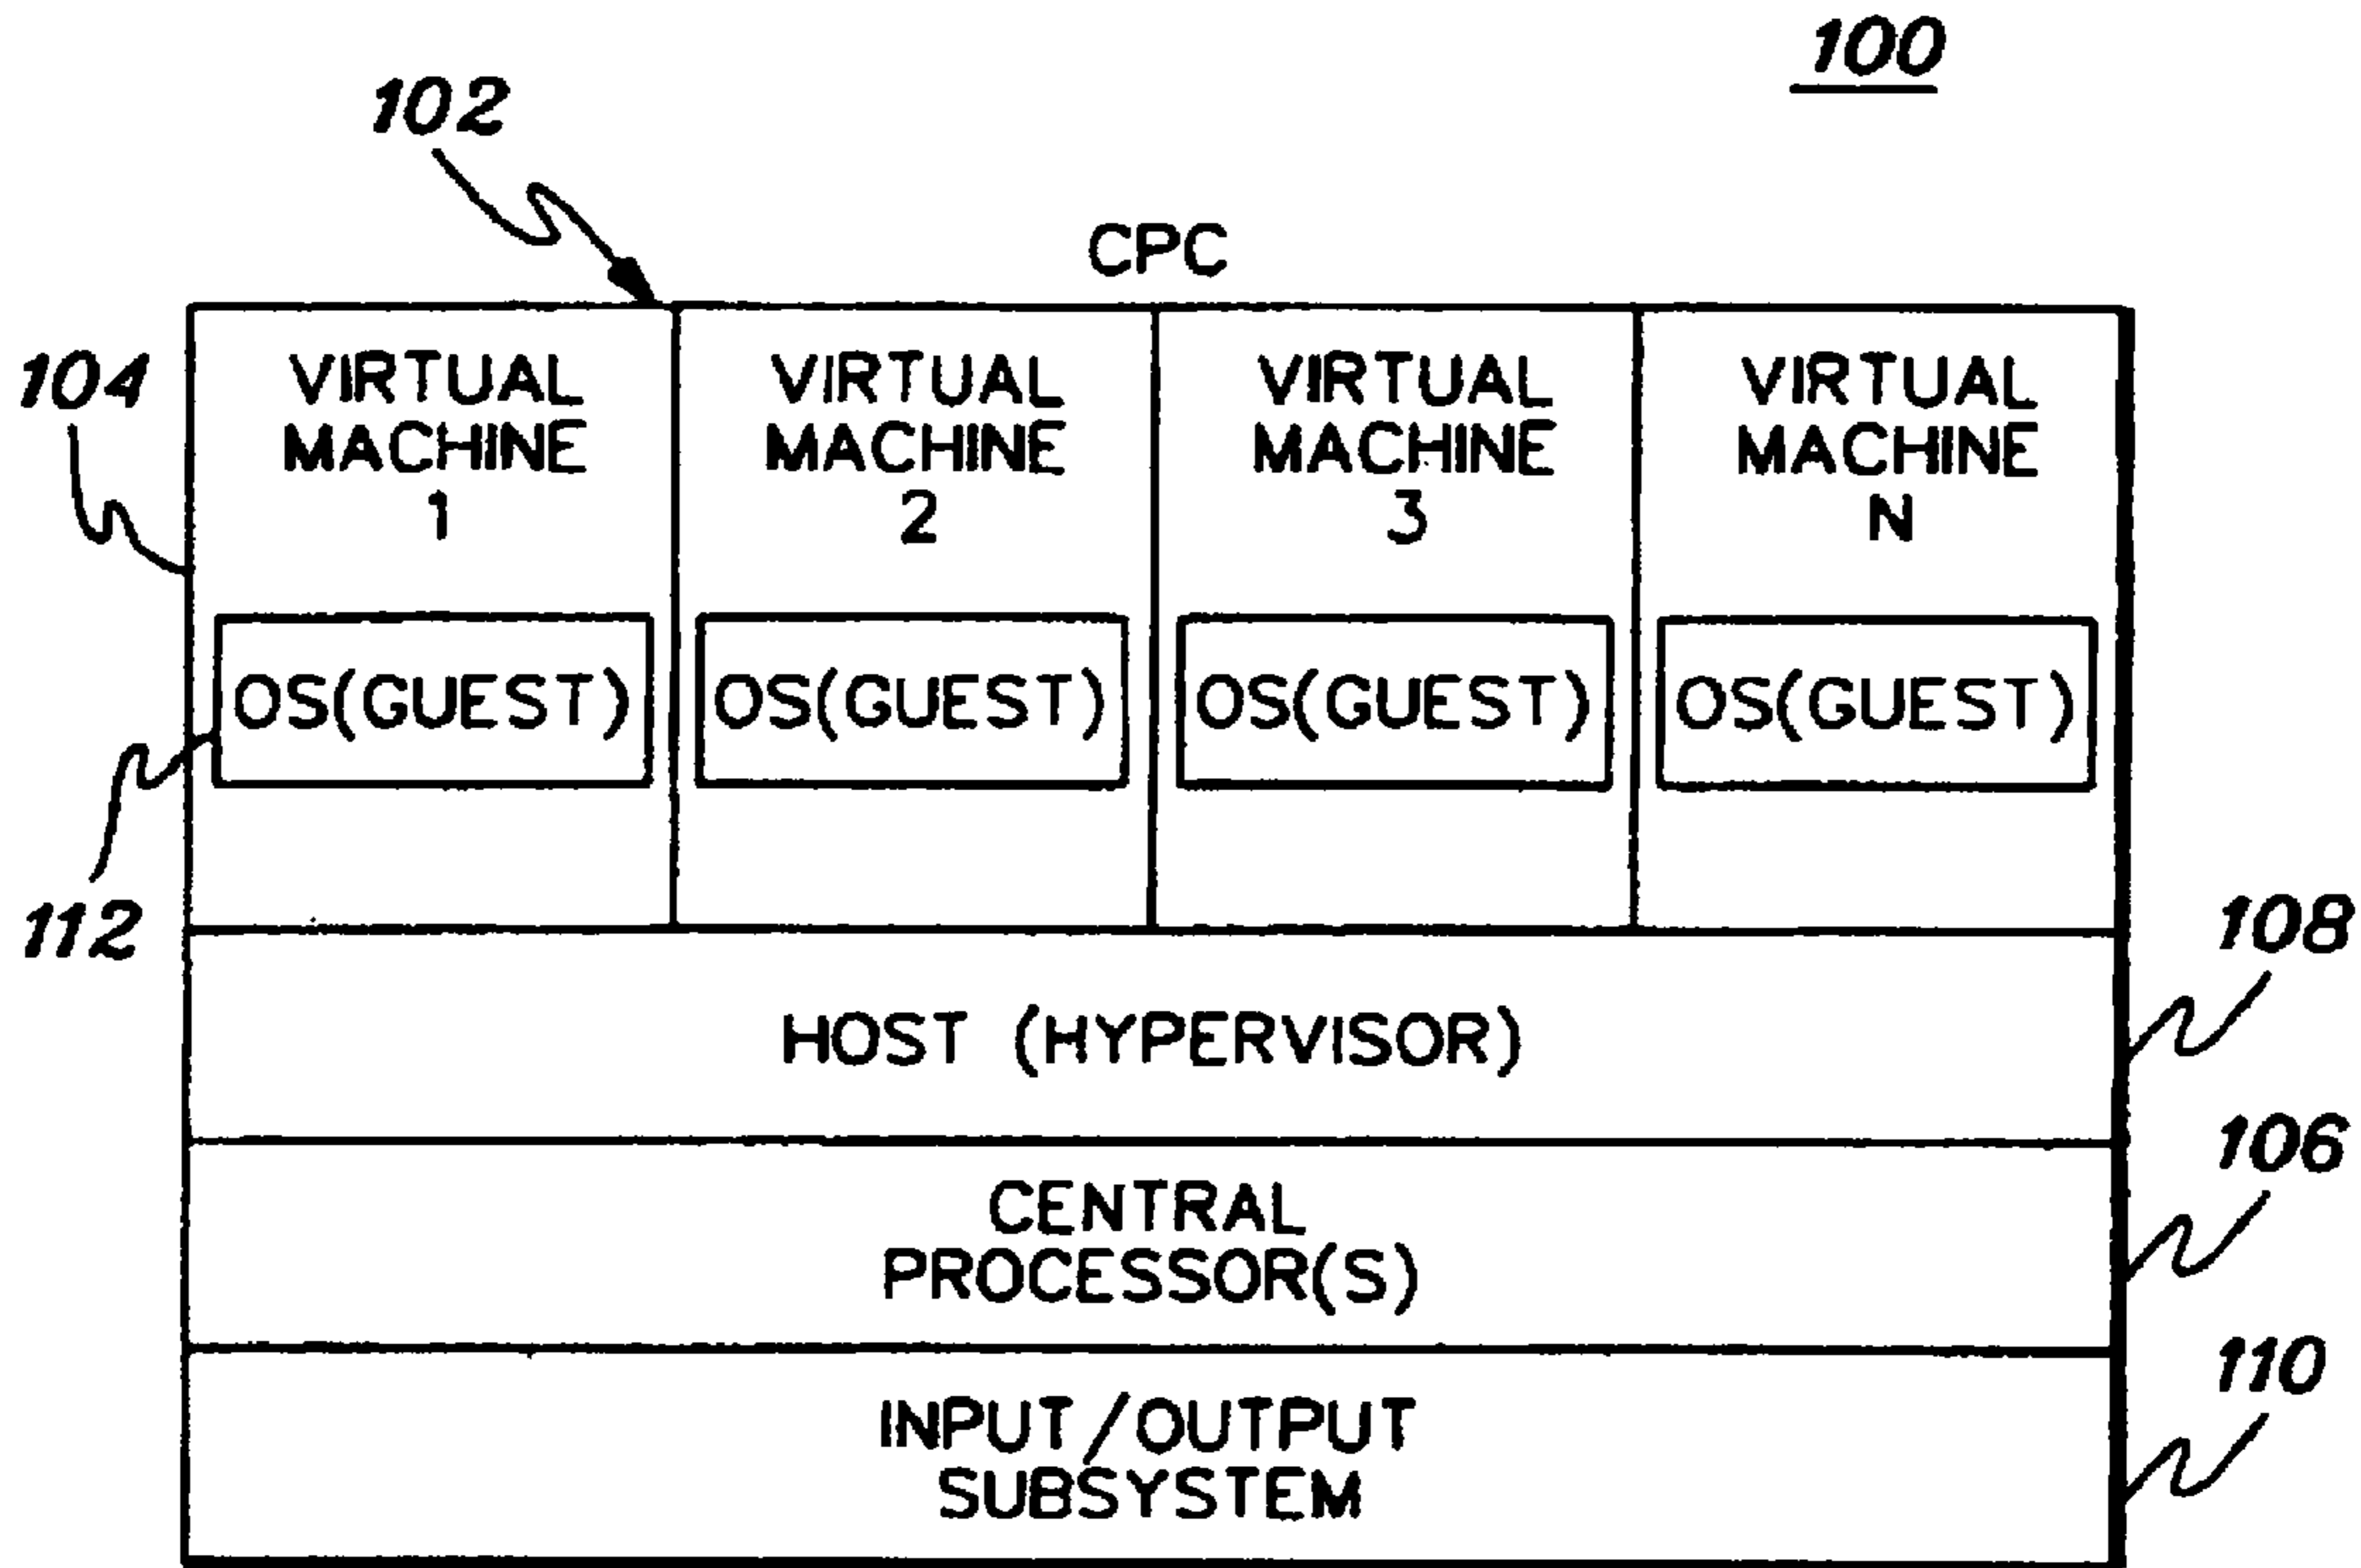 100
102
CPC
104
VIRTUAL MACHINE 1
VIRTUAL MACHINE 2
VIRTUAL MACHINE 3
VIRTUAL MACHINE N
OS(GUEST)
OS(GUEST)
OS(GUEST)
OS(GUEST)
112
108
HOST (HYPERVISOR)
106
CENTRAL
PROCESSOR(S)
110
INPUT/OUTPUT
SUBSYSTEM